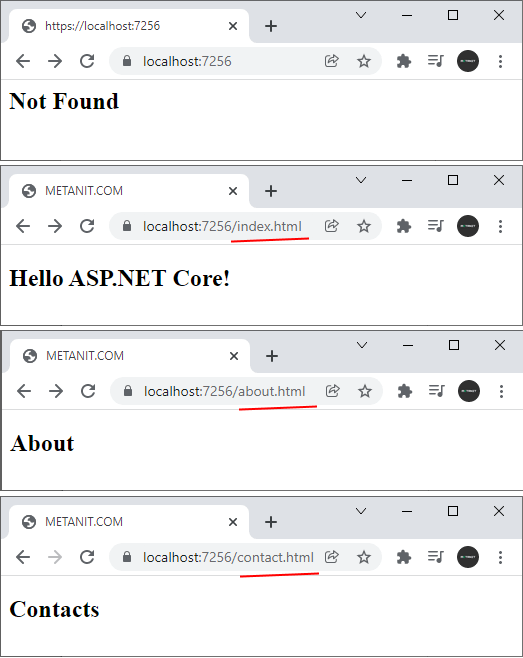 https://localhost:7256
localhost:7256
Not Found
METANIT.COM
localhost:7256/index.html
Hello ASP.NET Core!
METANIT.COM
localhost:7256/about.html
About
METANIT.COM
localhost:7256/contact.html
Contacts